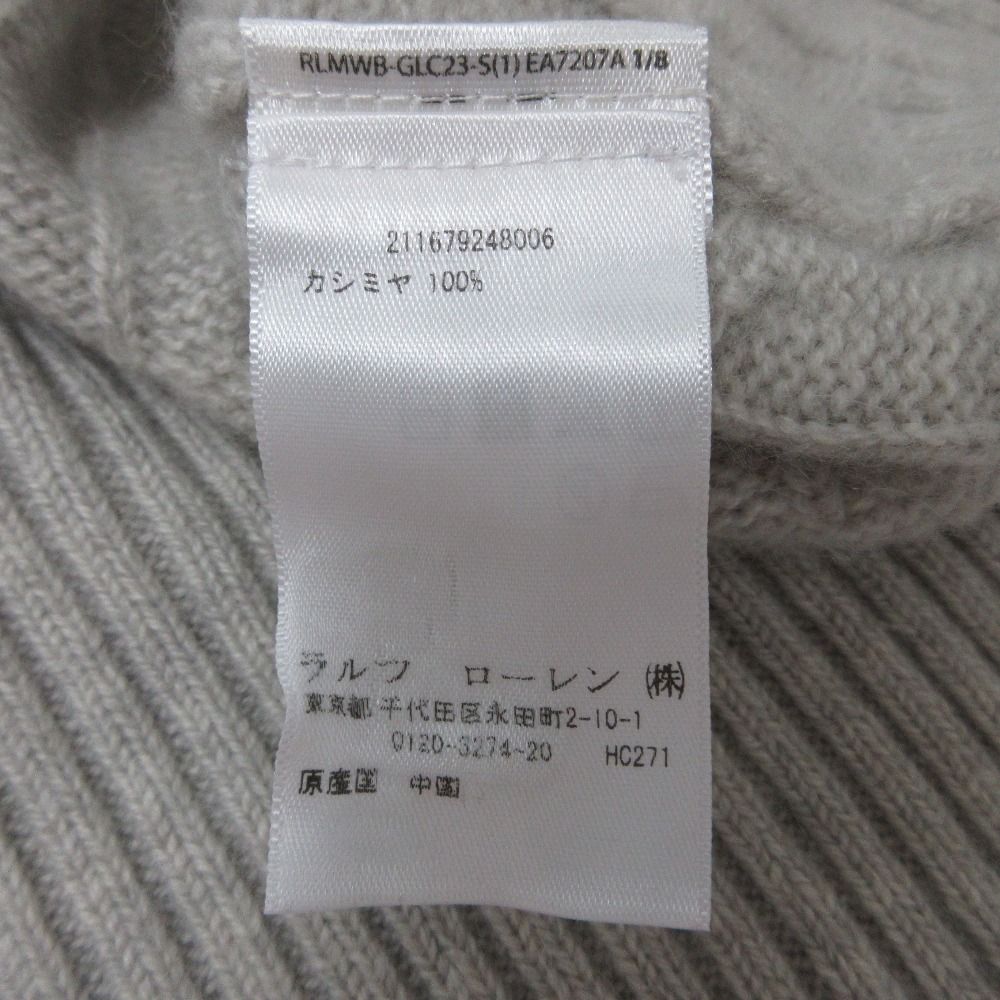 RLMWB-GLC23-S(1) EA7207A 1/8
211679248006
カシミヤ 100%
ラルフ ローレン ㈱
東京都千代田区永田町2-10-1
0120-3274-20 HC271
原産国 中国